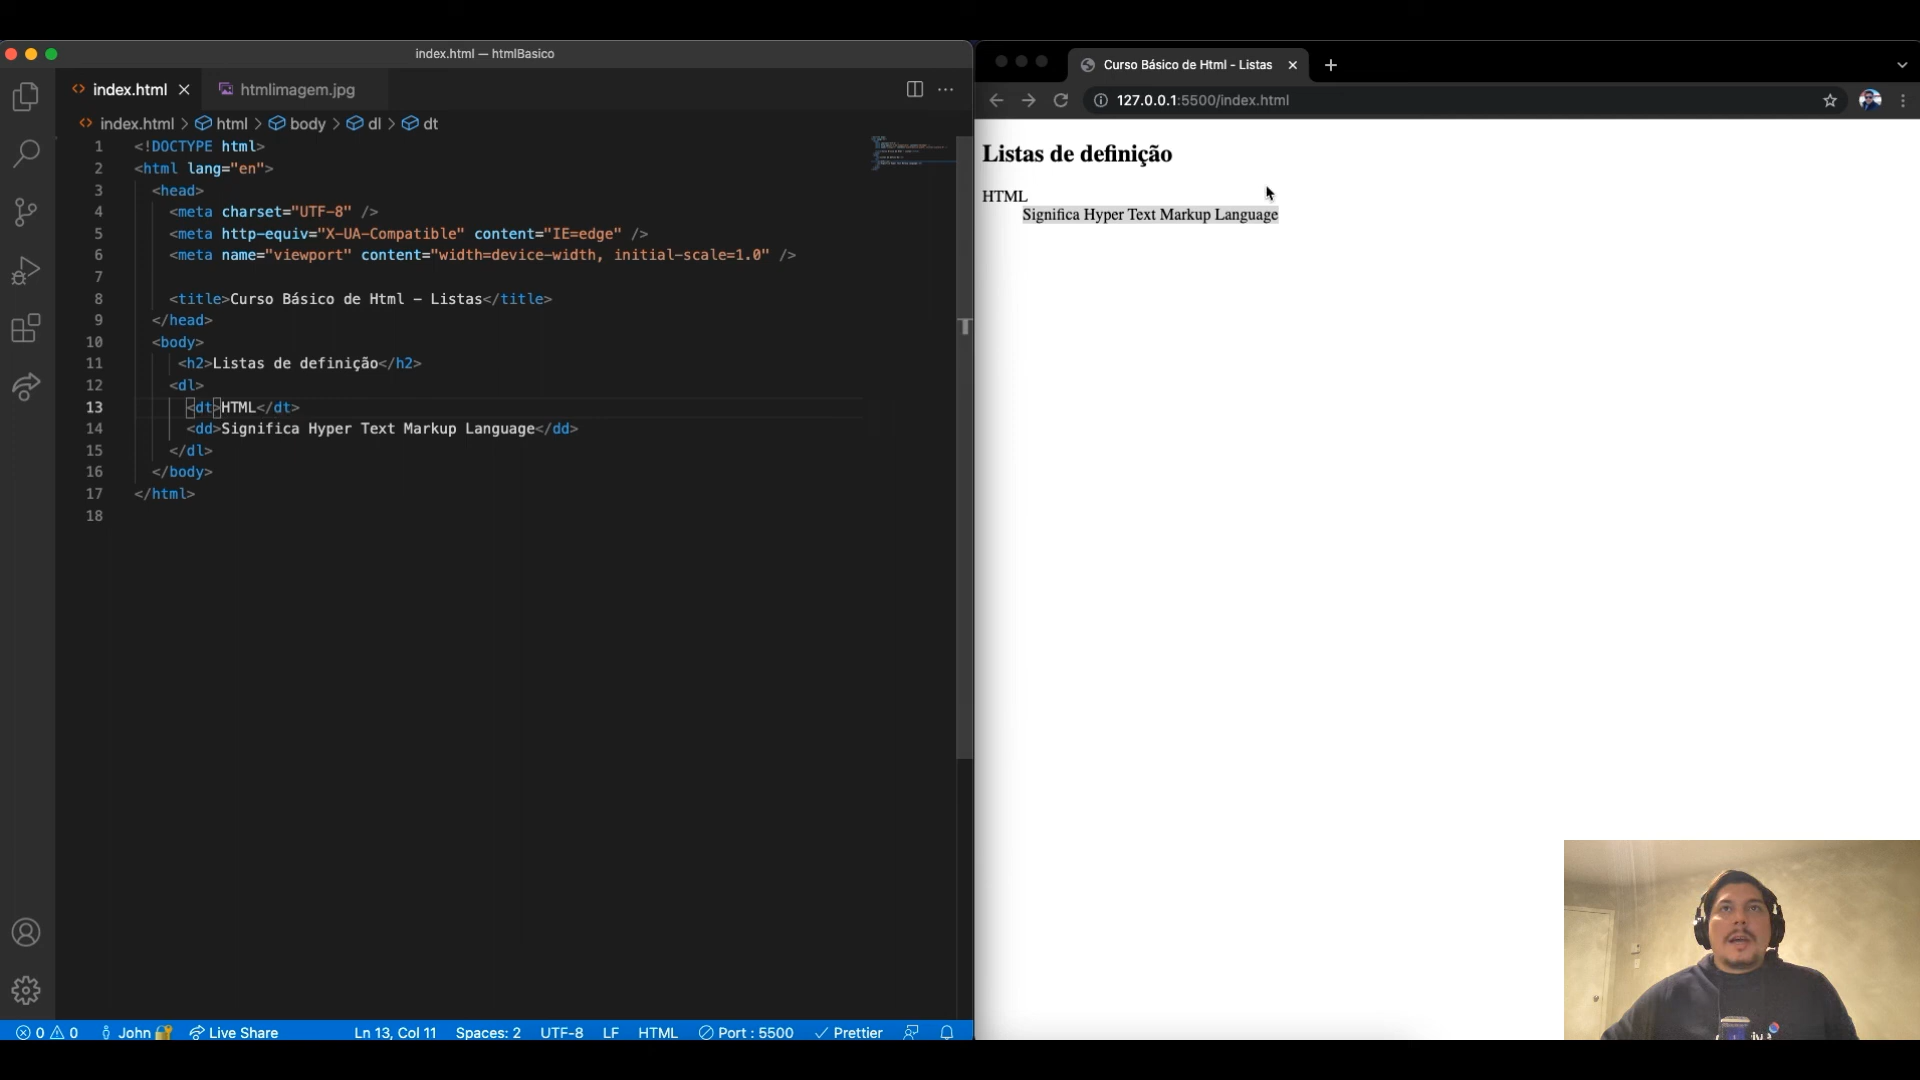 index.html — htmlBasico
index.html
htmlimagem.jpg
index.html > html > body > dl > dt
1 <!DOCTYPE html>
2 <html lang="en">
3 <head>
4 <meta charset="UTF-8" />
5 <meta http-equiv="X-UA-Compatible" content="IE=edge" />
6 <meta name="viewport" content="width=device-width, initial-scale=1.0" />
7
8 <title>Curso Básico de Html - Listas</title>
9 </head>
10 <body>
11 <h2>Listas de definição</h2>
12 <dl>
13 <dt>HTML</dt>
14 <dd>Significa Hyper Text Markup Language</dd>
15 </dl>
16 </body>
17 </html>
18
0 0 John Live Share Ln 13, Col 11 Spaces: 2 UTF-8 LF HTML Port : 5500 Prettier
Curso Básico de Html - Listas
127.0.0.1:5500/index.html
Listas de definição
HTML
Significa Hyper Text Markup Language